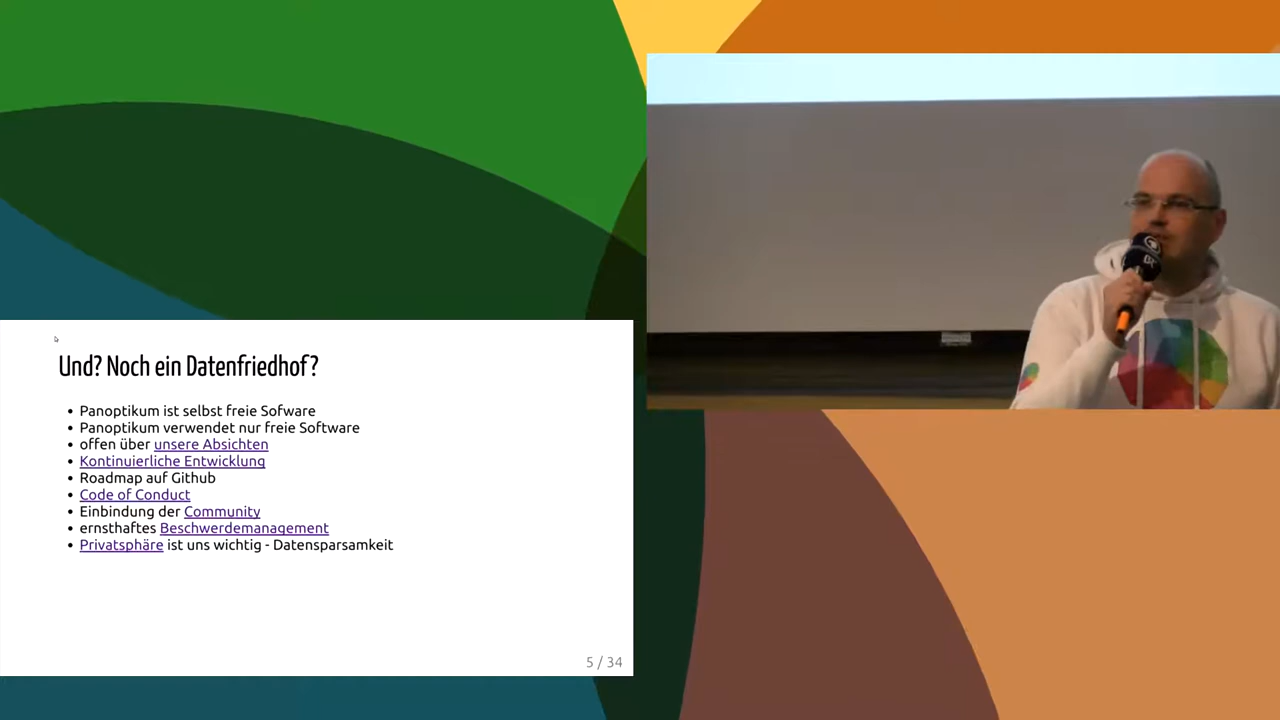 Und? Noch ein Datenfriedhof?
• Panoptikum ist selbst freie Sofware
• Panoptikum verwendet nur freie Software
• offen über unsere Absichten
• Kontinuierliche Entwicklung
• Roadmap auf Github
• Code of Conduct
• Einbindung der Community
• ernsthaftes Beschwerdemanagement
• Privatsphäre ist uns wichtig - Datensparsamkeit
5 / 34